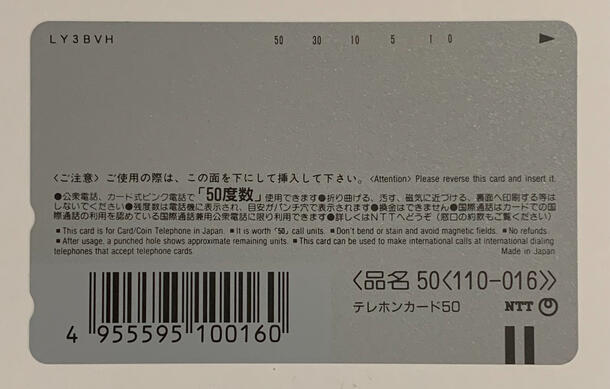 LY3BVH 50 30 10 5 1 0
〈ご注意〉 ご使用の際は、この面を下にして挿入して下さい。〈Attention〉 Please reverse this card and insert it.
●公衆電話、カード式ピンク電話で「50度数」使用できます●折り曲げる、汚す、磁気に近づける、裏面へ印刷する等は
しないでください●残度数は電話機に表示され、目安がパンチ穴で表示されます●換金はできません●国際通話はカードでの国
際通話の利用を認めている国際通話兼用公衆電話に限り利用できます●詳しくはNTTへどうぞ(窓口の約款もご覧ください)
■This card is for Card/Coin Telephone in Japan. ■It is worth「50」call units. ■Don't bend or stain and avoid magnetic fields. ■No refunds.
■After usage, a punched hole shows approximate remaining units. ■This card can be used to make international calls at international dialing
telephones that accept telephone cards. Made in Japan
〈品名 50〈110-016〉〉
テレホンカード50 NTT
4 955595 100160